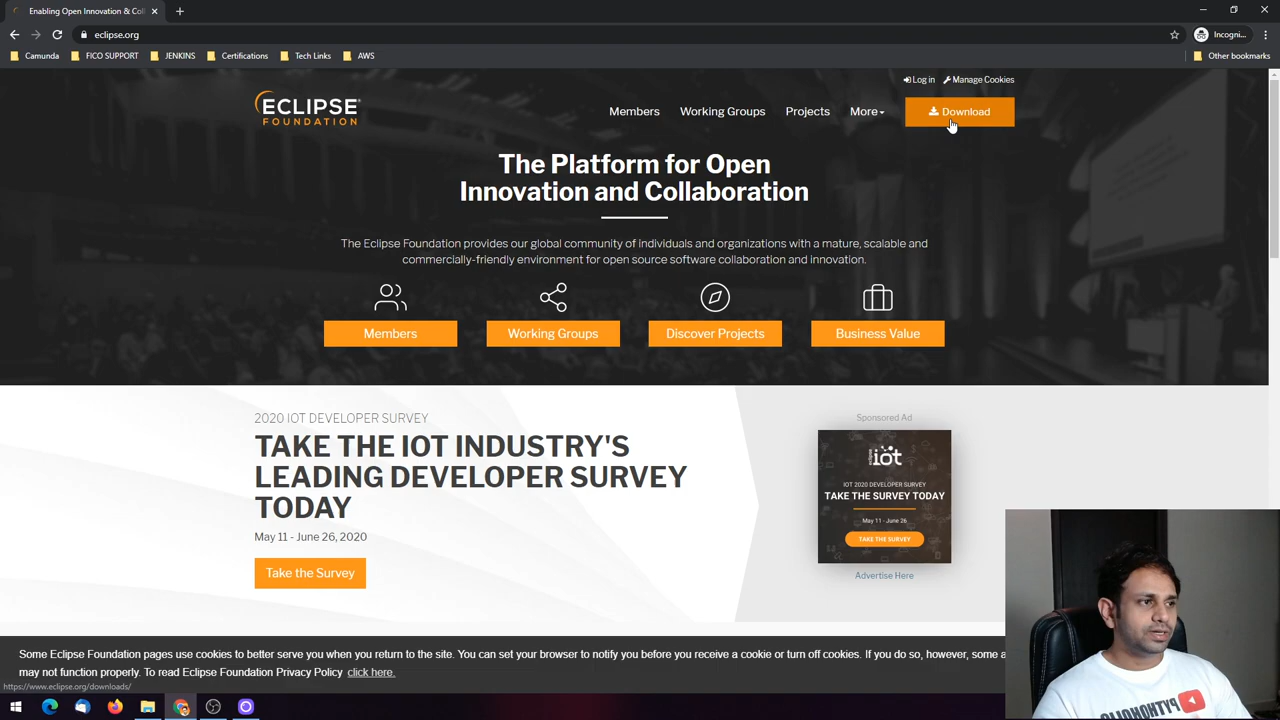 Enabling Open Innovation & Col
eclipse.org
Incogni...
Camunda
FICO SUPPORT
JENKINS
Certifications
Tech Links
AWS
Other bookmarks
Log in
Manage Cookies
ECLIPSE
FOUNDATION
Members
Working Groups
Projects
More
Download
The Platform for Open
Innovation and Collaboration
The Eclipse Foundation provides our global community of individuals and organizations with a mature, scalable and
commercially-friendly environment for open source software collaboration and innovation.
Members
Working Groups
Discover Projects
Business Value
2020 IOT DEVELOPER SURVEY
TAKE THE IOT INDUSTRY'S
LEADING DEVELOPER SURVEY
TODAY
May 11 - June 26, 2020
Take the Survey
Sponsored Ad
eclipse
iot
IOT 2020 DEVELOPER SURVEY
TAKE THE SURVEY TODAY
May 11 - June 26
TAKE THE SURVEY
Advertise Here
Some Eclipse Foundation pages use cookies to better serve you when you return to the site. You can set your browser to notify you before you receive a cookie or turn off cookies. If you do so, however, some a
may not function properly. To read Eclipse Foundation Privacy Policy click here.
https://www.eclipse.org/downloads/
PYTHOHOLIC